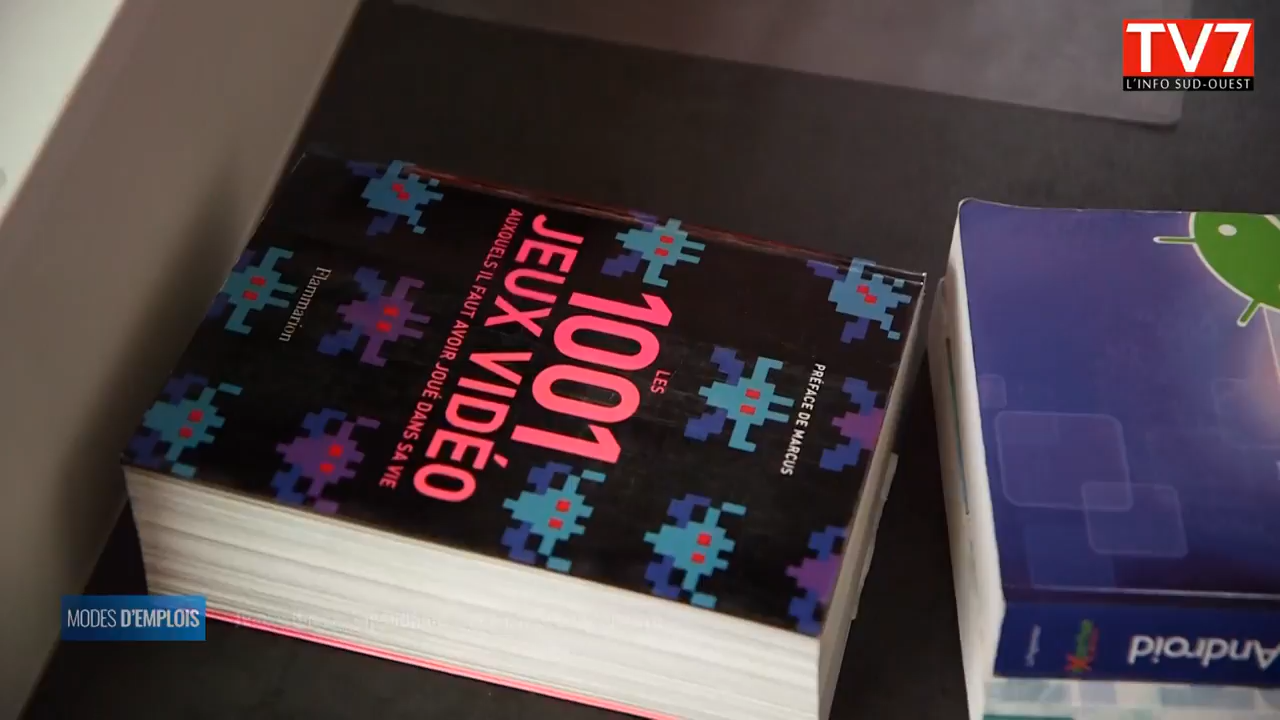 TV7
L'INFO SUD-OUEST
PRÉFACE DE MARCUS
LES
1001
JEUX VIDÉO
AUXQUELS IL FAUT AVOIR JOUÉ DANS SA VIE
Flammarion
Android
MODES D'EMPLOIS